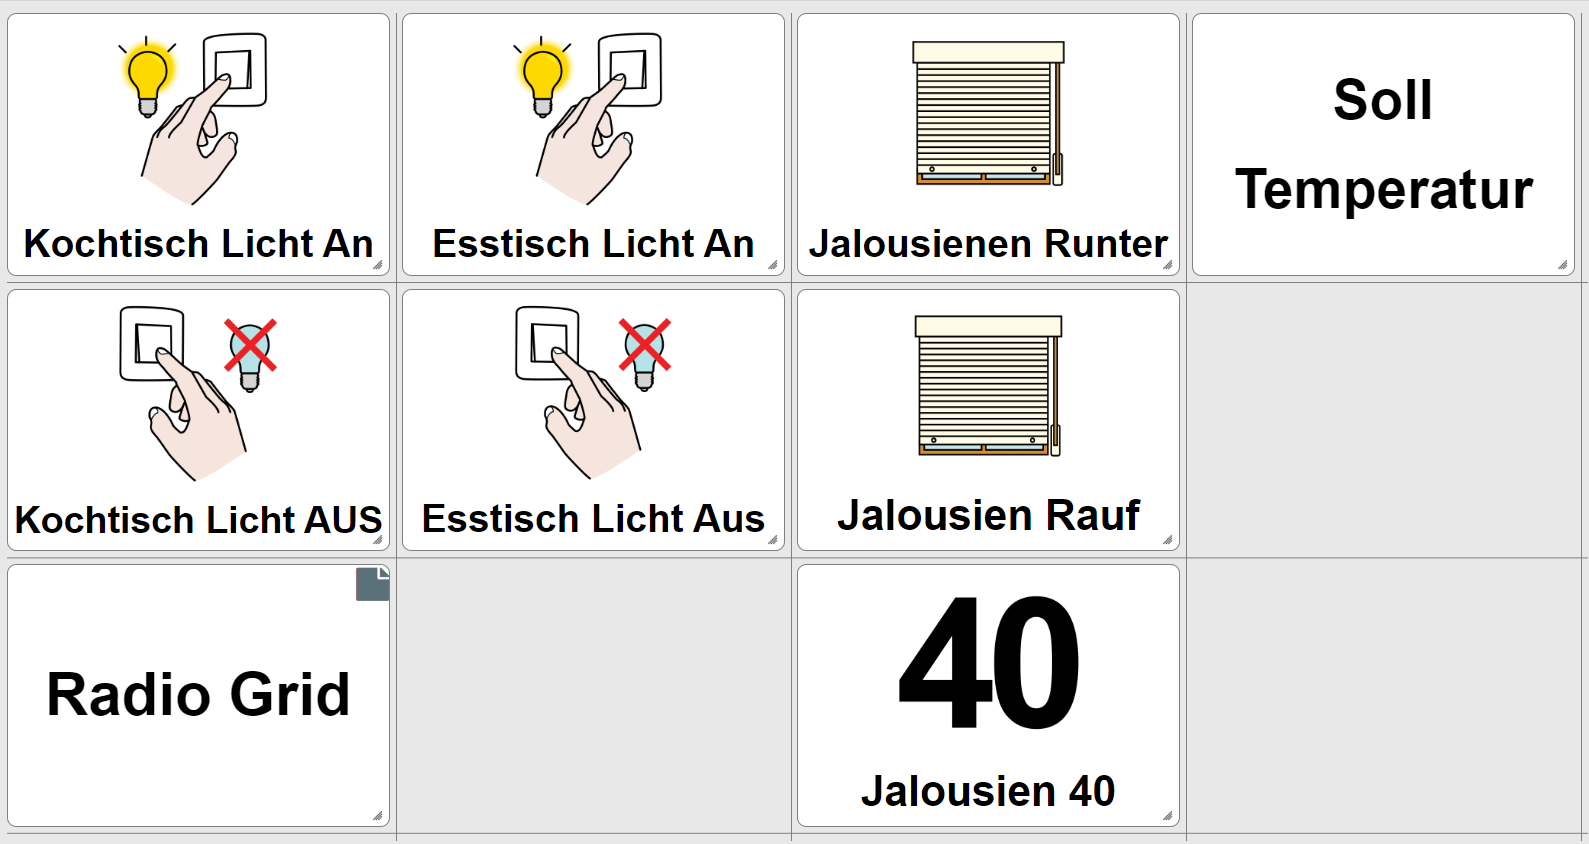 Kochtisch Licht An
Esstisch Licht An
Jalousienen Runter
Soll
Temperatur
Kochtisch Licht AUS
Esstisch Licht Aus
Jalousien Rauf
Radio Grid
40
Jalousien 40